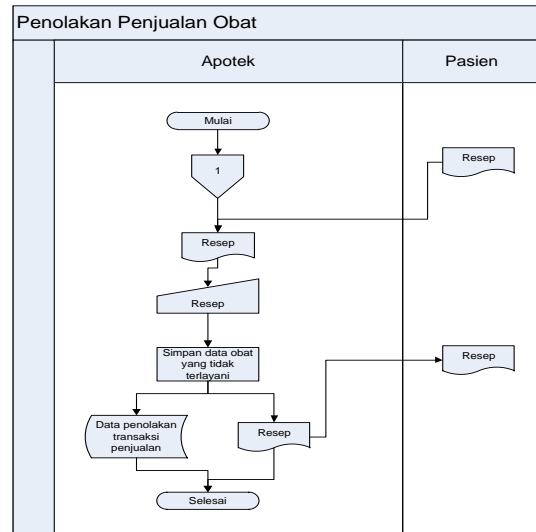 Penolakan Penjualan Obat
Apotek
Pasien
Mulai
1
Resep
Resep
Resep
Simpan data obat
yang tidak
terlayani
Resep
Data penolakan
transaksi
penjualan
Resep
Selesai